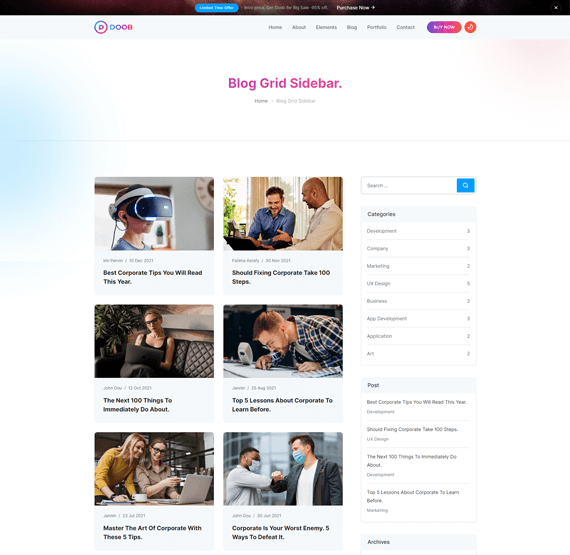 Limited Time Offer
Intro price. Get Doob for Big Sale -95% off.
Purchase Now →
DOOB
Home
About
Elements
Blog
Portfolio
Contact
BUY NOW
Blog Grid Sidebar.
Home
Blog Grid Sidebar
Irin Pervin / 10 Dec 2021
Best Corporate Tips You Will Read
This Year.
Fatima Asrafy / 30 Nov 2021
Should Fixing Corporate Take 100
Steps.
John Dou / 12 Oct 2021
The Next 100 Things To
Immediately Do About.
Jannin / 25 Aug 2021
Top 5 Lessons About Corporate To
Learn Before.
Jannin / 23 Jul 2021
Master The Art Of Corporate With
These 5 Tips.
John Dou / 30 Jun 2021
Corporate Is Your Worst Enemy. 5
Ways To Defeat It.
Search ...
Categories
Development 3
Company 3
Marketing 2
UX Design 5
Business 2
App Development 3
Application 2
Art 2
Post
Best Corporate Tips You Will Read This Year.
Development
Should Fixing Corporate Take 100 Steps.
UX Design
The Next 100 Things To Immediately Do
About.
Development
Top 5 Lessons About Corporate To Learn
Before.
Marketing
Archives